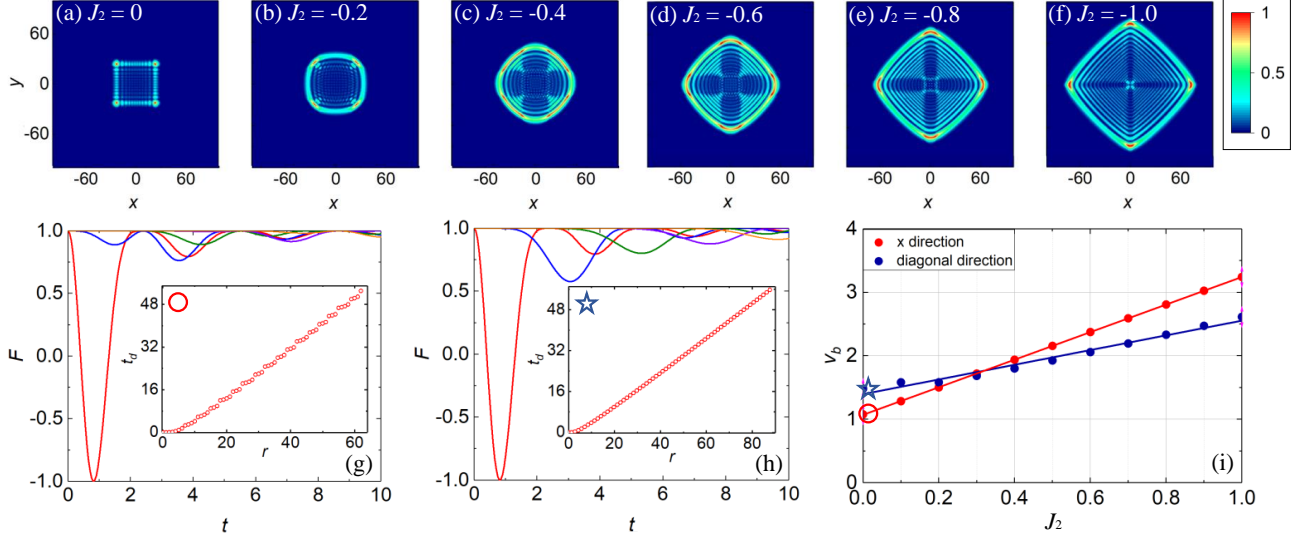 (a) J₂ = 0
(b) J₂ = -0.2
(c) J₂ = -0.4
(d) J₂ = -0.6
(e) J₂ = -0.8
(f) J₂ = -1.0
60
0
-60
y
-60 0 60
-60 0 60
-60 0 60
-60 0 60
-60 0 60
-60 0 60
x
x
x
x
x
x
1
0.5
0
1.0
0.5
0.0
-0.5
-1.0
F
0 2 4 6 8 10
t
48
32
16
0
t_d
0 20 40 60
r
(g)
1.0
0.5
0.0
-0.5
-1.0
F
0 2 4 6 8 10
t
48
32
16
0
t_d
0 20 40 60 80
r
(h)
4
3
2
1
0
v_b
x direction
diagonal direction
0.0 0.2 0.4 0.6 0.8 1.0
J₂
(i)